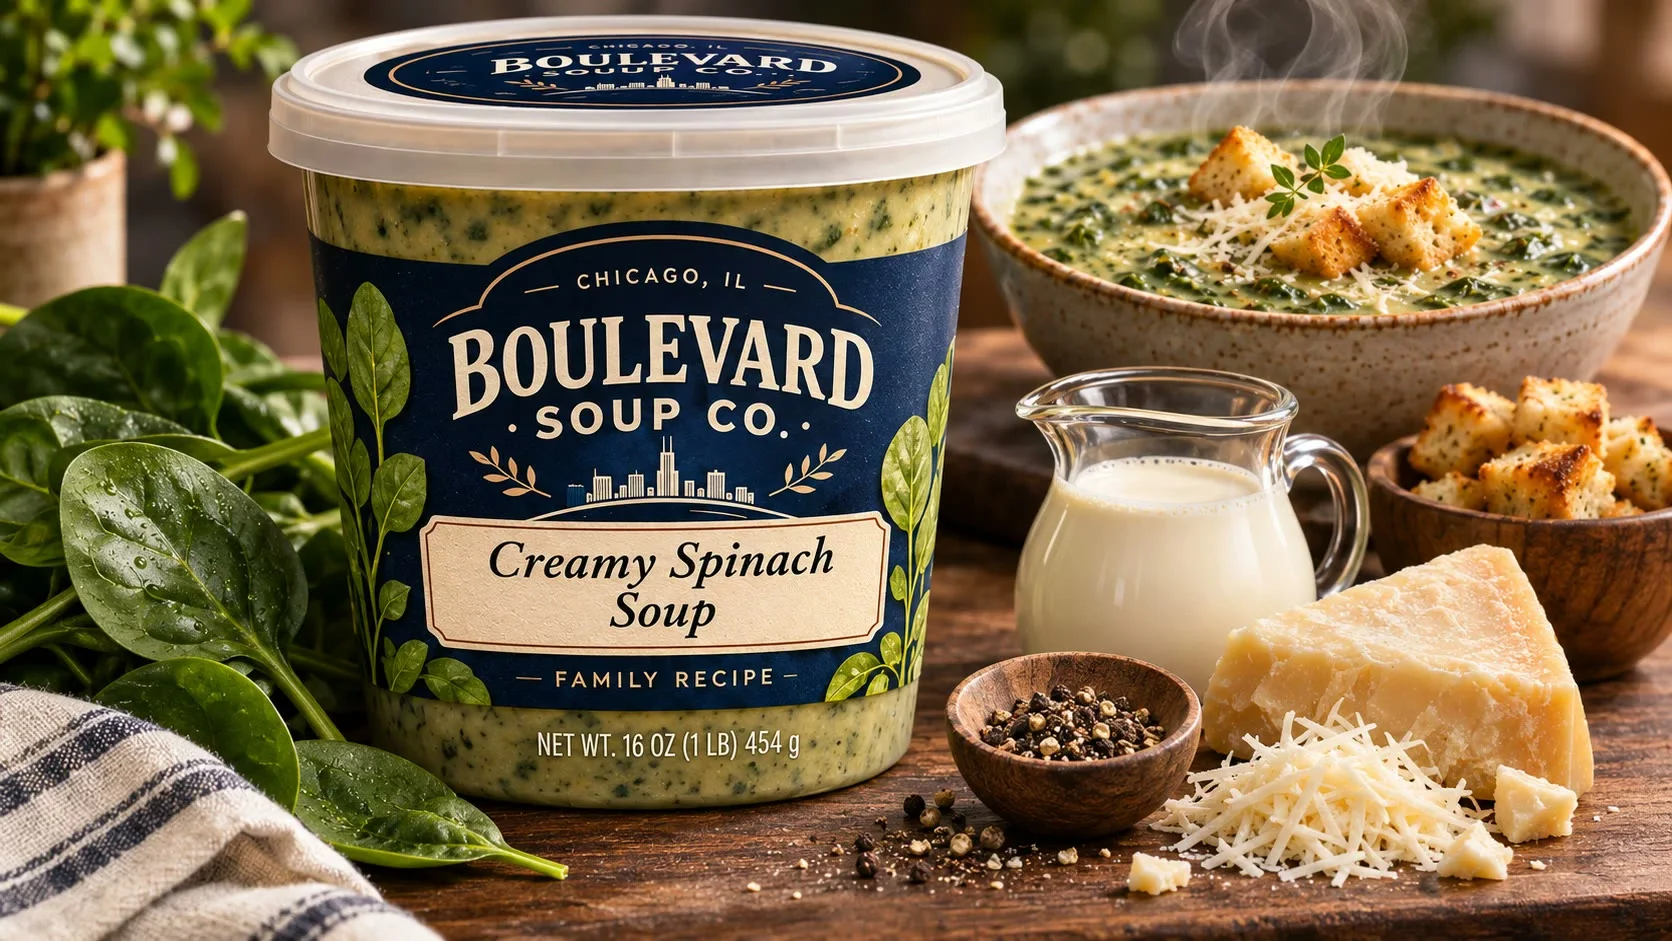 CHICAGO, IL
BOULEVARD
SOUUP CO.
CHICAGO, IL
BOULEVARD
SOUP CO.
Creamy Spinach
Soup
FAMILY RECIPE
NET WT. 16 OZ (1 LB) 454 g